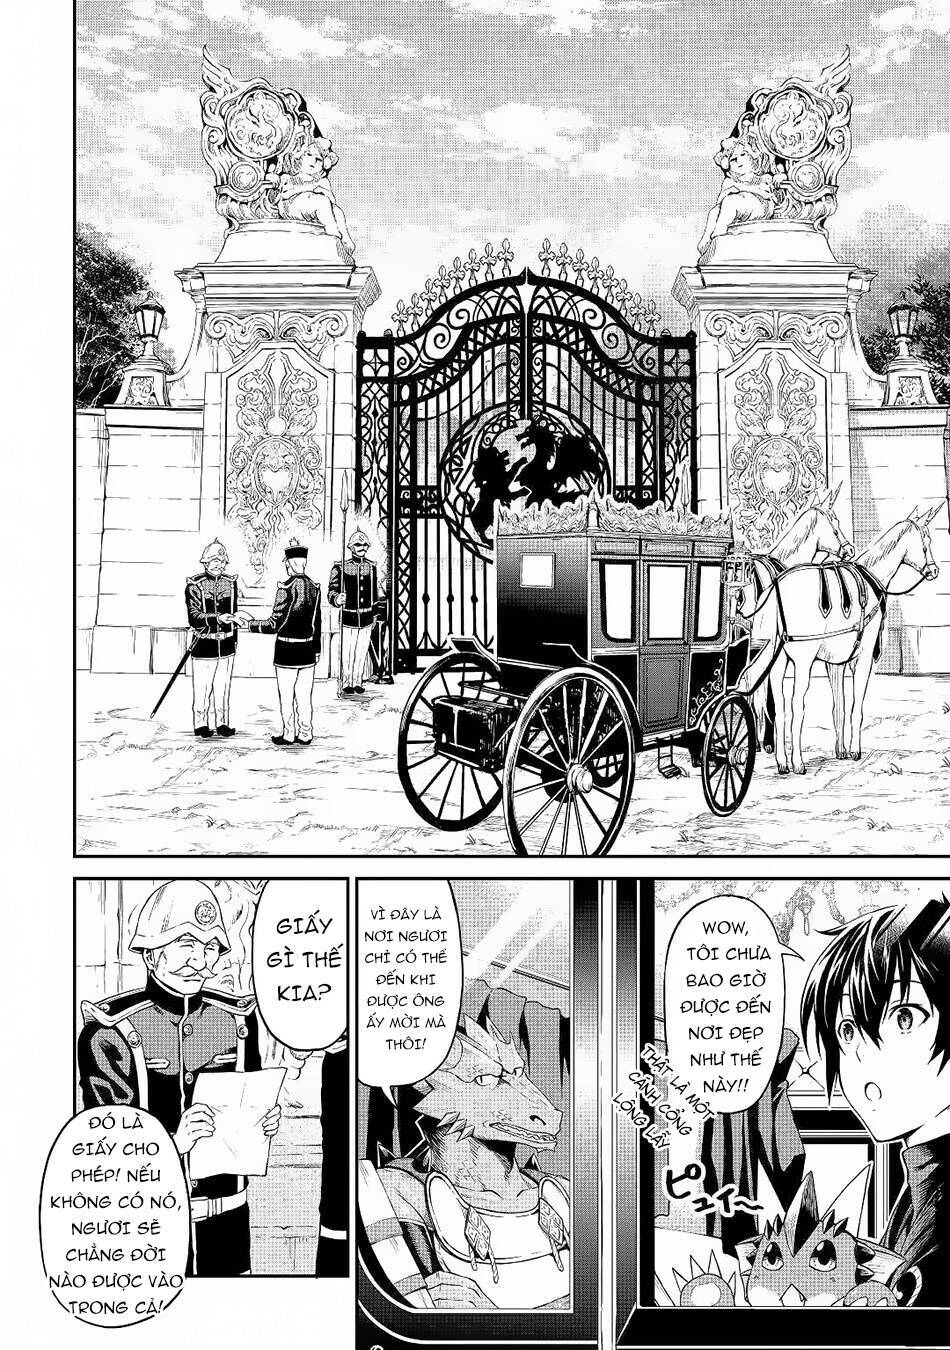 WOW,
TÔI CHƯA
BAO GIỜ
ĐƯỢC ĐẾN
NƠI ĐẸP
NHƯ THẾ
NÀY!!
THẬT LÀ MỘT
CÁNH CỔNG
LỘNG LẪY
ピュイ〜
VÌ ĐÂY LÀ
NƠI NGƯƠI
CHỈ CÓ THỂ
ĐẾN KHI
ĐƯỢC ÔNG
ẤY MỜI MÀ
THÔI!
GIẤY
GÌ THẾ
KIA?
ĐÓ LÀ
GIẤY CHO
PHÉP! NẾU
KHÔNG CÓ NÓ,
NGƯƠI SẼ
CHẲNG ĐỜI
NÀO ĐƯỢC VÀO
TRONG CẢ!